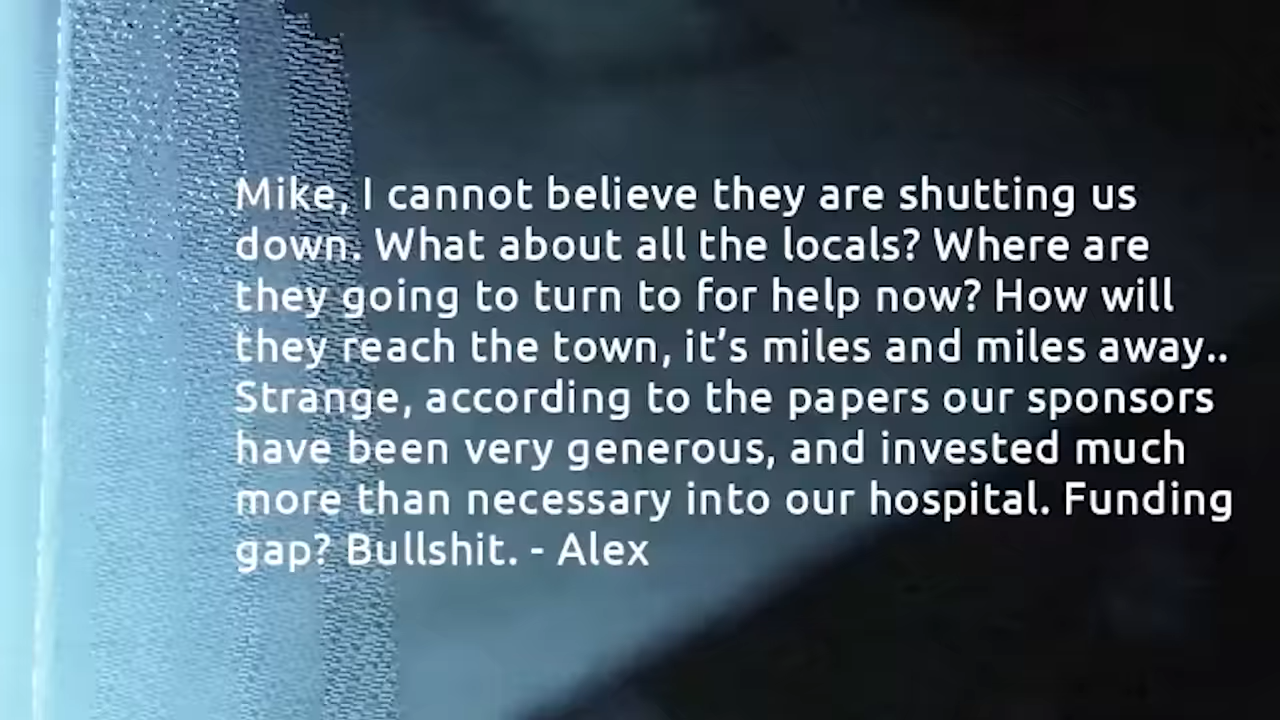 Mike, I cannot believe they are shutting us
down. What about all the locals? Where are
they going to turn to for help now? How will
they reach the town, it’s miles and miles away..
Strange, according to the papers our sponsors
have been very generous, and invested much
more than necessary into our hospital. Funding
gap? Bullshit. - Alex